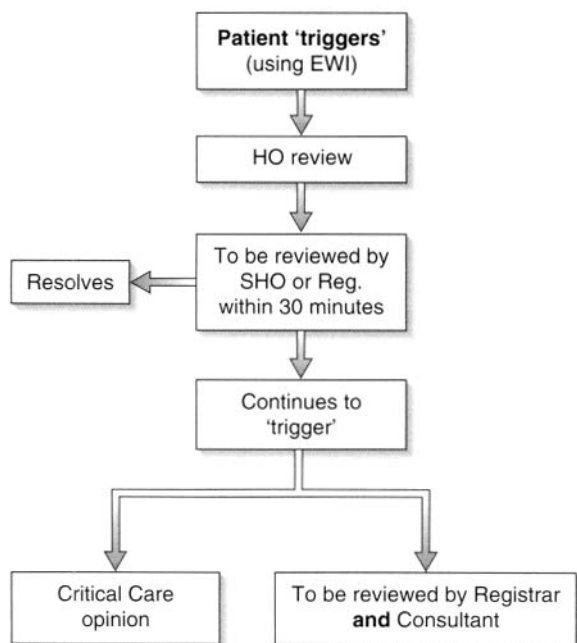 Patient ‘triggers’
(using EWI)
HO review
To be reviewed by
SHO or Reg.
within 30 minutes
Resolves
Continues to
‘trigger’
Critical Care
opinion
To be reviewed by Registrar
and Consultant